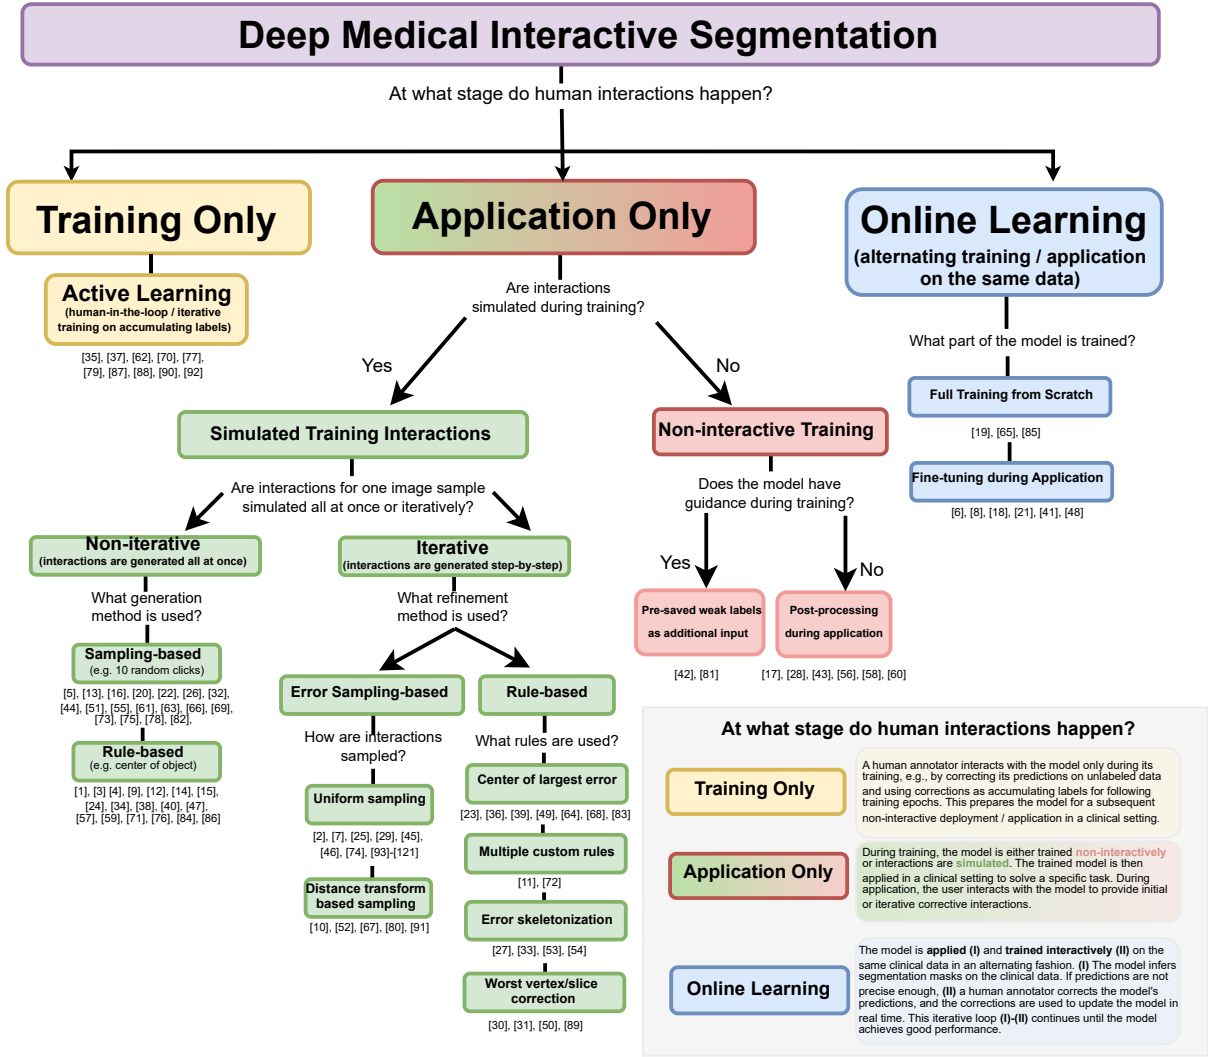 Deep Medical Interactive Segmentation
At what stage do human interactions happen?
Training Only
Active Learning
(human-in-the-loop / iterative
training on accumulating labels)
[35], [37], [62], [70], [77],
[79], [87], [88], [90], [92]
Application Only
Are interactions
simulated during training?
Yes
No
Online Learning
(alternating training / application
on the same data)
What part of the model is trained?
Full Training from Scratch
[19], [65], [85]
Fine-tuning during Application
[6], [8], [18], [21], [41], [48]
Simulated Training Interactions
Are interactions for one image sample
simulated all at once or iteratively?
Non-interactive Training
Does the model have
guidance during training?
Yes
No
Pre-saved weak labels
as additional input
[42], [81]
Post-processing
during application
[17], [28], [43], [56], [58], [60]
Non-iterative
(interactions are generated all at once)
What generation
method is used?
Sampling-based
(e.g. 10 random clicks)
[5], [13], [16], [20], [22], [26], [32],
[44], [51], [55], [61], [63], [66], [69],
[73], [75], [78], [82],
Rule-based
(e.g. center of object)
[1], [3] [4], [9], [12], [14], [15],
[24], [34], [38], [40], [47],
[57], [59], [71], [76], [84], [86]
Iterative
(interactions are generated step-by-step)
What refinement
method is used?
Error Sampling-based
How are interactions
sampled?
Uniform sampling
[2], [7], [25], [29], [45],
[46], [74], [93]-[121]
Distance transform
based sampling
[10], [52], [67], [80], [91]
Rule-based
What rules are used?
Center of largest error
[23], [36], [39], [49], [64], [68], [83]
Multiple custom rules
[11], [72]
Error skeletonization
[27], [33], [53], [54]
Worst vertex/slice
correction
[30], [31], [50], [89]
At what stage do human interactions happen?
Training Only
A human annotator interacts with the model only during its
training, e.g., by correcting its predictions on unlabeled data
and using corrections as accumulating labels for following
training epochs. This prepares the model for a subsequent
non-interactive deployment / application in a clinical setting.
Application Only
During training, the model is either trained non-interactively
or interactions are simulated. The trained model is then
applied in a clinical setting to solve a specific task. During
application, the user interacts with the model to provide initial
or iterative corrective interactions.
Online Learning
The model is applied (I) and trained interactively (II) on the
same clinical data in an alternating fashion. (I) The model infers
segmentation masks on the clinical data. If predictions are not
precise enough, (II) a human annotator corrects the model's
predictions, and the corrections are used to update the model in
real time. This iterative loop (I)-(II) continues until the model
achieves good performance.